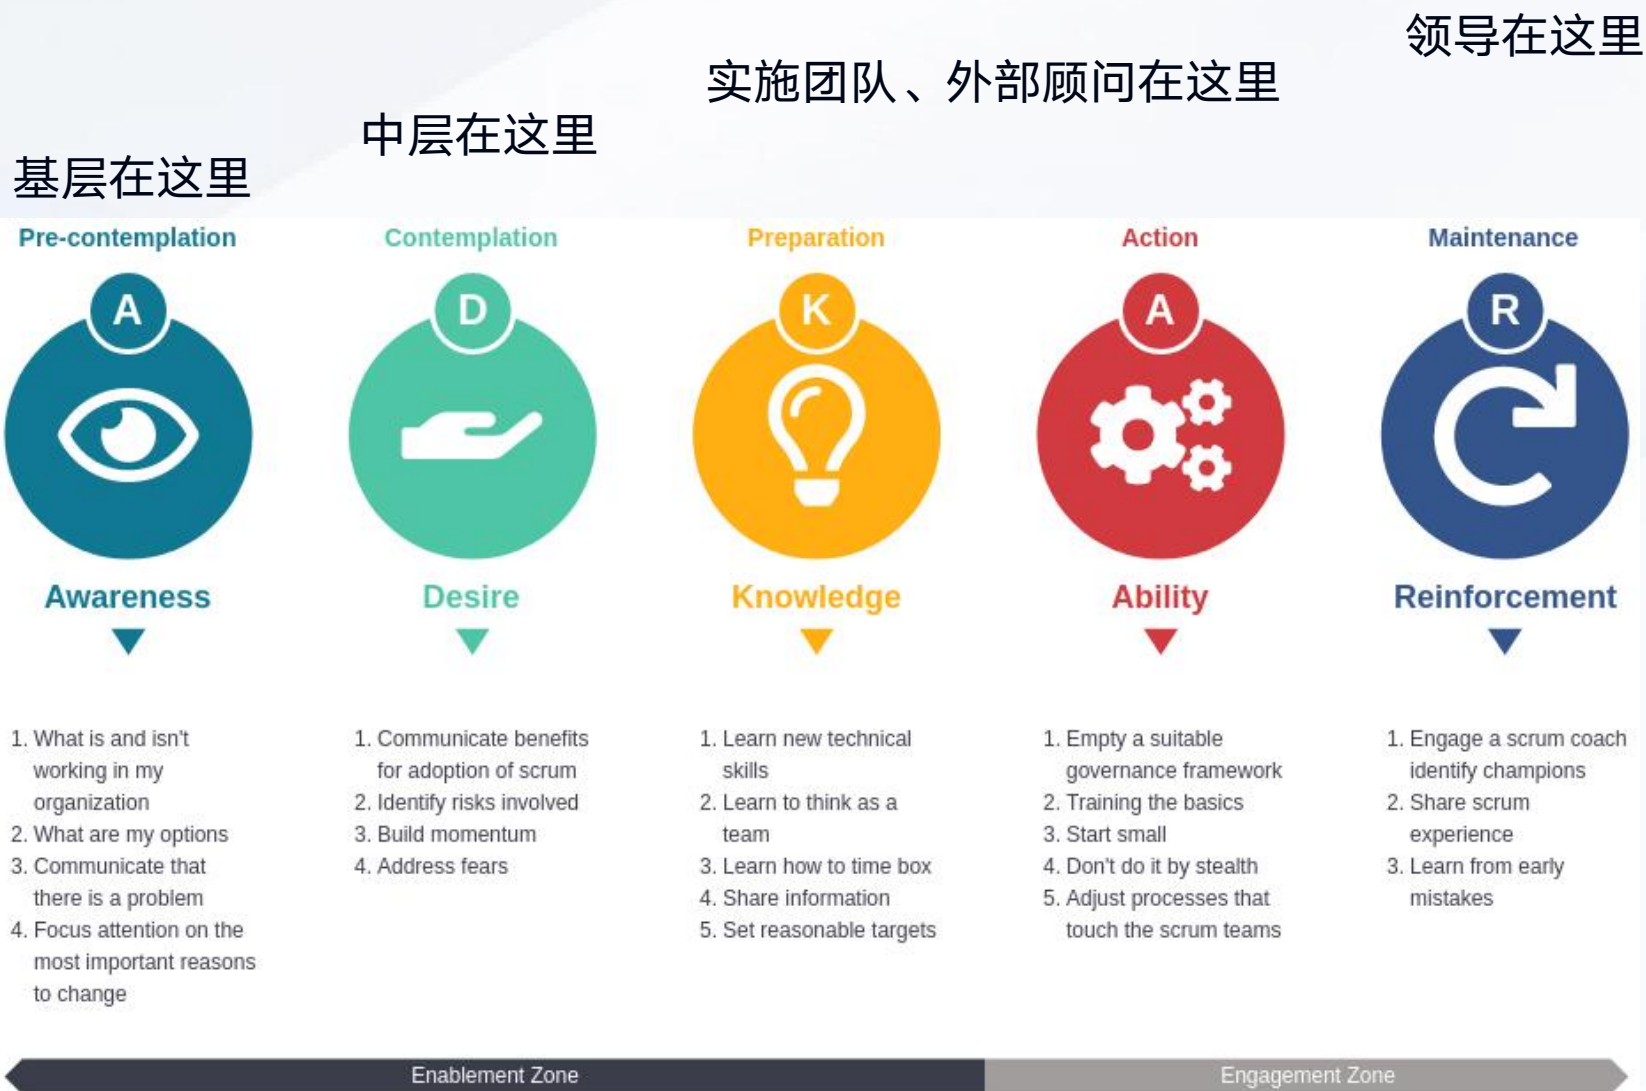 领导在这里
实施团队、外部顾问在这里
中层在这里
基层在这里
Pre-contemplation
Contemplation
Preparation
Action
Maintenance
A
D
K
A
R
Awareness
Desire
Knowledge
Ability
Reinforcement
1. What is and isn't
working in my
organization
2. What are my options
3. Communicate that
there is a problem
4. Focus attention on the
most important reasons
to change
1. Communicate benefits
for adoption of scrum
2. Identify risks involved
3. Build momentum
4. Address fears
1. Learn new technical
skills
2. Learn to think as a
team
3. Learn how to time box
4. Share information
5. Set reasonable targets
1. Empty a suitable
governance framework
2. Training the basics
3. Start small
4. Don't do it by stealth
5. Adjust processes that
touch the scrum teams
1. Engage a scrum coach
identify champions
2. Share scrum
experience
3. Learn from early
mistakes
Enablement Zone
Engagement Zone